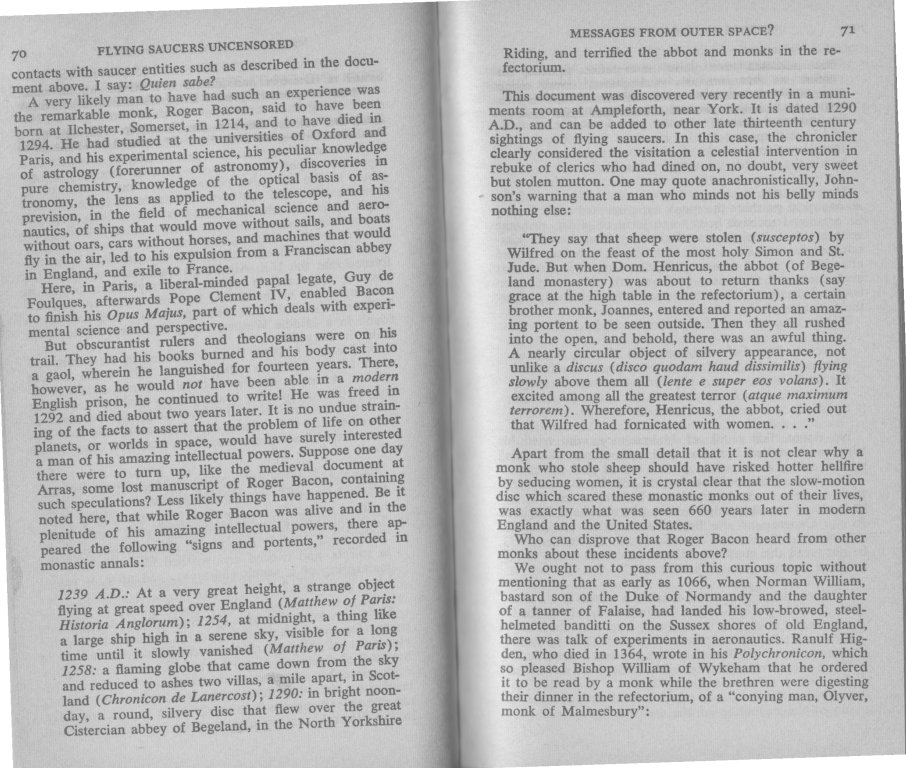 70
FLYING SAUCERS UNCENSORED
contacts with saucer entities such as described in the docu-
ment above. I say: Quien sabe?
A very likely man to have had such an experience was
the remarkable monk, Roger Bacon, said to have been
born at Ilchester, Somerset, in 1214, and to have died in
1294. He had studied at the universities of Oxford and
Paris, and his experimental science, his peculiar knowledge
of astrology (forerunner of astronomy), discoveries in
pure chemistry, knowledge of the optical basis of as-
tronomy, the lens as applied to the telescope, and his
prevision, in the field of mechanical science and aero-
nautics, of ships that would move without sails, and boats
without oars, cars without horses, and machines that would
fly in the air, led to his expulsion from a Franciscan abbey
in England, and exile to France.
Here, in Paris, a liberal-minded papal legate, Guy de
Foulques, afterwards Pope Clement IV, enabled Bacon
to finish his Opus Majus, part of which deals with experi-
mental science and perspective.
But obscurantist rulers and theologians were on his
trail. They had his books burned and his body cast into
a gaol, wherein he languished for fourteen years. There,
however, as he would not have been able in a modern
English prison, he continued to write! He was freed in
1292 and died about two years later. It is no undue strain-
ing of the facts to assert that the problem of life on other
planets, or worlds in space, would have surely interested
a man of his amazing intellectual powers. Suppose one day
there were to turn up, like the medieval document at
Arras, some lost manuscript of Roger Bacon, containing
such speculations? Less likely things have happened. Be it
noted here, that while Roger Bacon was alive and in the
plenitude of his amazing intellectual powers, there ap-
peared the following "signs and portents," recorded in
monastic annals:
1239 A.D.: At a very great height, a strange object
flying at great speed over England (Matthew of Paris:
Historia Anglorum); 1254, at midnight, a thing like
a large ship high in a serene sky, visible for a long
time until it slowly vanished (Matthew of Paris);
1258: a flaming globe that came down from the sky
and reduced to ashes two villas, a mile apart, in Scot-
land (Chronicon de Lanercost); 1290: in bright noon-
day, a round, silvery disc that flew over the great
Cistercian abbey of Begeland, in the North Yorkshire
MESSAGES FROM OUTER SPACE?
71
Riding, and terrified the abbot and monks in the re-
fectorium.
This document was discovered very recently in a muni-
ments room at Ampleforth, near York. It is dated 1290
A.D., and can be added to other late thirteenth century
sightings of flying saucers. In this case, the chronicler
clearly considered the visitation a celestial intervention in
rebuke of clerics who had dined on, no doubt, very sweet
but stolen mutton. One may quote anachronistically, John-
son's warning that a man who minds not his belly minds
nothing else:
"They say that sheep were stolen (susceptos) by
Wilfred on the feast of the most holy Simon and St.
Jude. But when Dom. Henricus, the abbot (of Bege-
land monastery) was about to return thanks (say
grace at the high table in the refectorium), a certain
brother monk, Joannes, entered and reported an amaz-
ing portent to be seen outside. Then they all rushed
into the open, and behold, there was an awful thing.
A nearly circular object of silvery appearance, not
unlike a discus (disco quodam haud dissimilis) flying
slowly above them all (lente e super eos volans). It
excited among all the greatest terror (atque maximum
terrorem). Wherefore, Henricus, the abbot, cried out
that Wilfred had fornicated with women. . . ."
Apart from the small detail that it is not clear why a
monk who stole sheep should have risked hotter hellfire
by seducing women, it is crystal clear that the slow-motion
disc which scared these monastic monks out of their lives,
was exactly what was seen 660 years later in modern
England and the United States.
Who can disprove that Roger Bacon heard from other
monks about these incidents above?
We ought not to pass from this curious topic without
mentioning that as early as 1066, when Norman William,
bastard son of the Duke of Normandy and the daughter
of a tanner of Falaise, had landed his low-browed, steel-
helmeted banditti on the Sussex shores of old England,
there was talk of experiments in aeronautics. Ranulf Hig-
den, who died in 1364, wrote in his Polychronicon, which
so pleased Bishop William of Wykeham that he ordered
it to be read by a monk while the brethren were digesting
their dinner in the refectorium, of a "conying man, Olyver,
monk of Malmesbury":